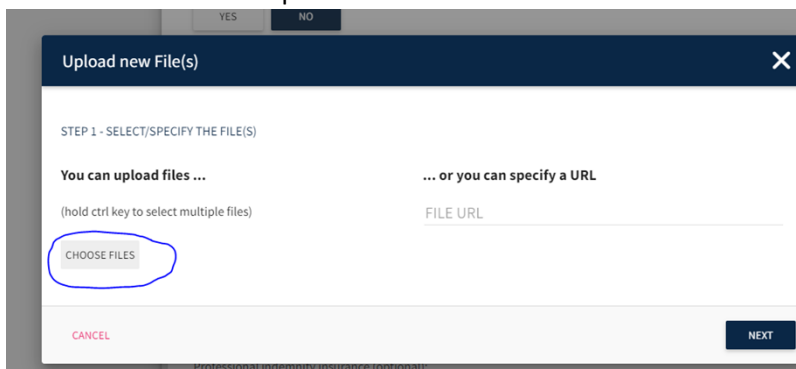 YES NO
Upload new File(s)
STEP 1 - SELECT/SPECIFY THE FILE(S)
You can upload files ... ... or you can specify a URL
(hold ctrl key to select multiple files) FILE URL
CHOOSE FILES
CANCEL NEXT
Professional Indemnity Insurance (optional):